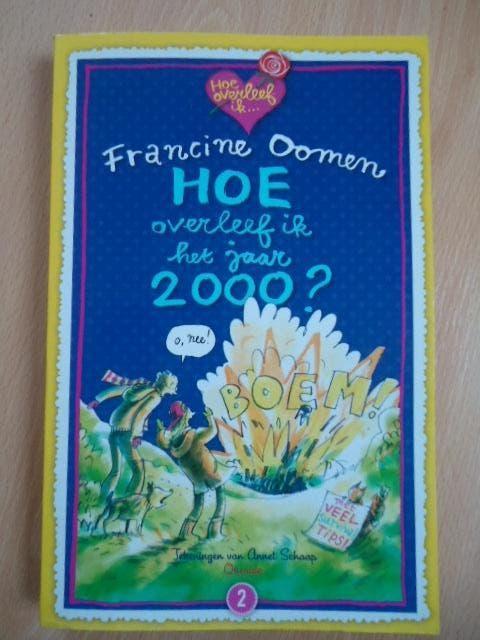 Hoe
overleef
ik...
Francine Oomen
HOE
overleef ik
het jaar
2000?
o, nee!
BOEM!
MET
VEEL
TIPS!
Tekeningen van Annet Schaap
Querido
2